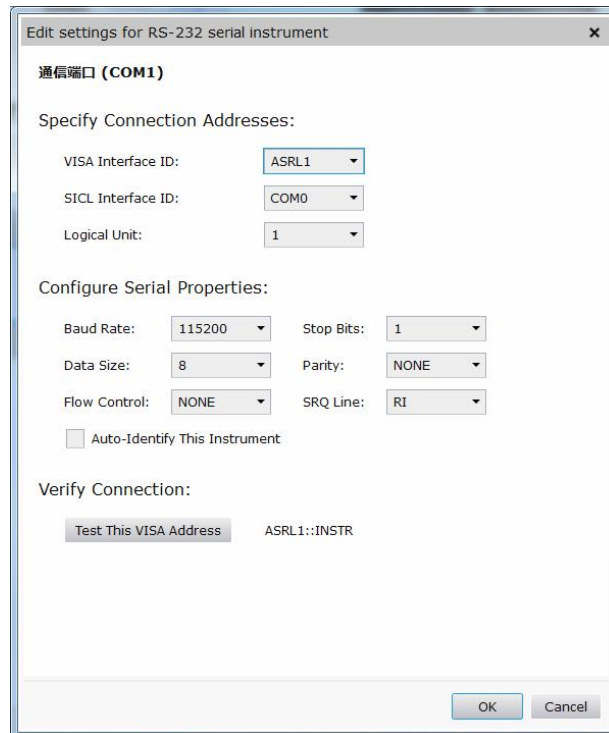 Edit settings for RS-232 serial instrument
通信端口 (COM1)
Specify Connection Addresses:
VISA Interface ID: ASRL1
SICL Interface ID: COM0
Logical Unit: 1
Configure Serial Properties:
Baud Rate: 115200 Stop Bits: 1
Data Size: 8 Parity: NONE
Flow Control: NONE SRQ Line: RI
Auto-Identify This Instrument
Verify Connection:
Test This VISA Address ASRL1::INSTR
OK Cancel